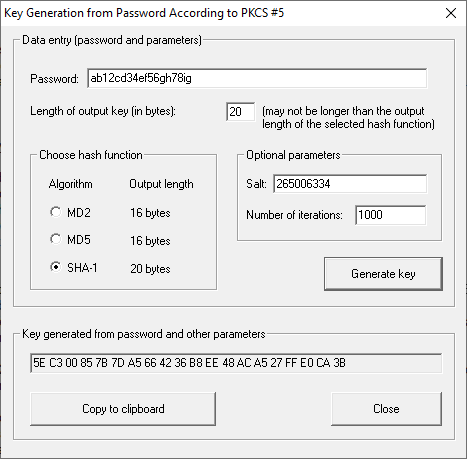 Key Generation from Password According to PKCS #5
Data entry (password and parameters)
Password: ab12cd34ef56gh78ig
Length of output key (in bytes): 20 (may not be longer than the output
length of the selected hash function)
Choose hash function
Algorithm Output length
MD2 16 bytes
MD5 16 bytes
SHA-1 20 bytes
Optional parameters
Salt: 265006334
Number of iterations: 1000
Generate key
Key generated from password and other parameters
5E C3 00 85 7B 7D A5 66 42 36 B8 EE 48 AC A5 27 FF E0 CA 3B
Copy to clipboard Close